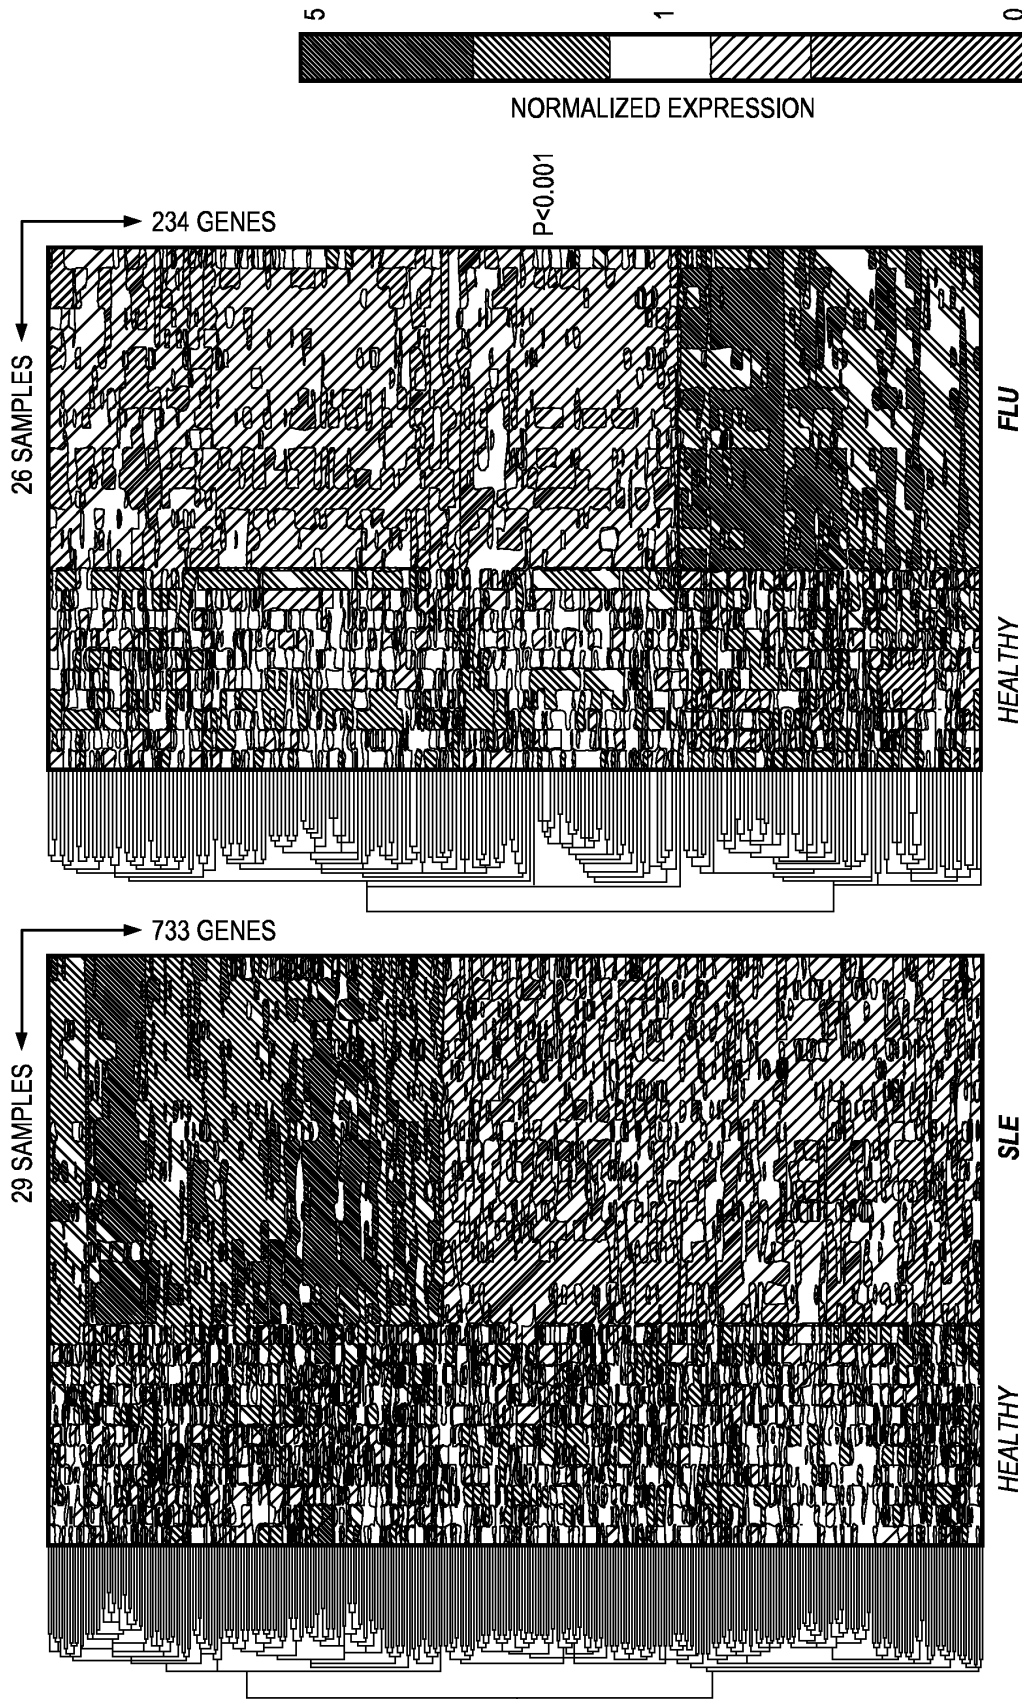 5
1
0
NORMALIZED EXPRESSION
P<0.001
234 GENES
26 SAMPLES
FLU
HEALTHY
733 GENES
29 SAMPLES
SLE
HEALTHY